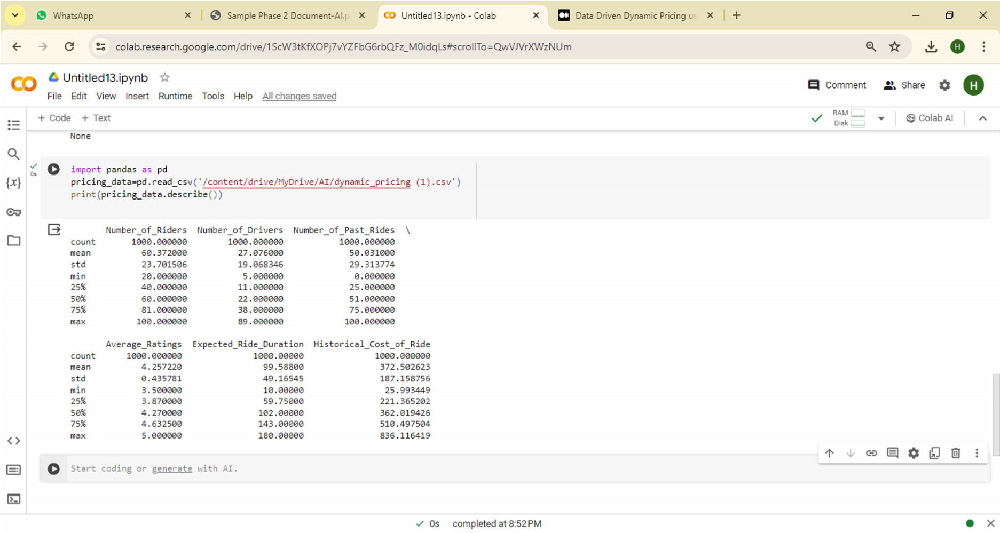 WhatsApp
Sample Phase 2 Document-AI.p
Untitled13.ipynb - Colab
Data Driven Dynamic Pricing us
colab.research.google.com/drive/1ScW3tKfXOPj7vYZFbG6rbQFz_M0idqLs#scrollTo=QwVJVrXWzNUm
H
Untitled13.ipynb
Comment Share H
File Edit View Insert Runtime Tools Help All changes saved
+ Code + Text
RAM
Disk
Colab AI
None
{x}
0s
import pandas as pd
pricing_data=pd.read_csv('/content/drive/MyDrive/AI/dynamic_pricing (1).csv')
print(pricing_data.describe())
Number_of_Riders Number_of_Drivers Number_of_Past_Rides \
count 1000.000000 1000.000000 1000.000000
mean 60.372000 27.076000 50.031000
std 23.701506 19.068346 29.313774
min 20.000000 5.000000 0.000000
25% 40.000000 11.000000 25.000000
50% 60.000000 22.000000 51.000000
75% 81.000000 38.000000 75.000000
max 100.000000 89.000000 100.000000
Average_Ratings Expected_Ride_Duration Historical_Cost_of_Ride
count 1000.000000 1000.00000 1000.000000
mean 4.257220 99.58800 372.502623
std 0.435781 49.16545 187.158756
min 3.500000 10.00000 25.993449
25% 3.870000 59.75000 221.365202
50% 4.270000 102.00000 362.019426
75% 4.632500 143.00000 510.497504
max 5.000000 180.00000 836.116419
Start coding or generate with AI.
0s completed at 8:52 PM